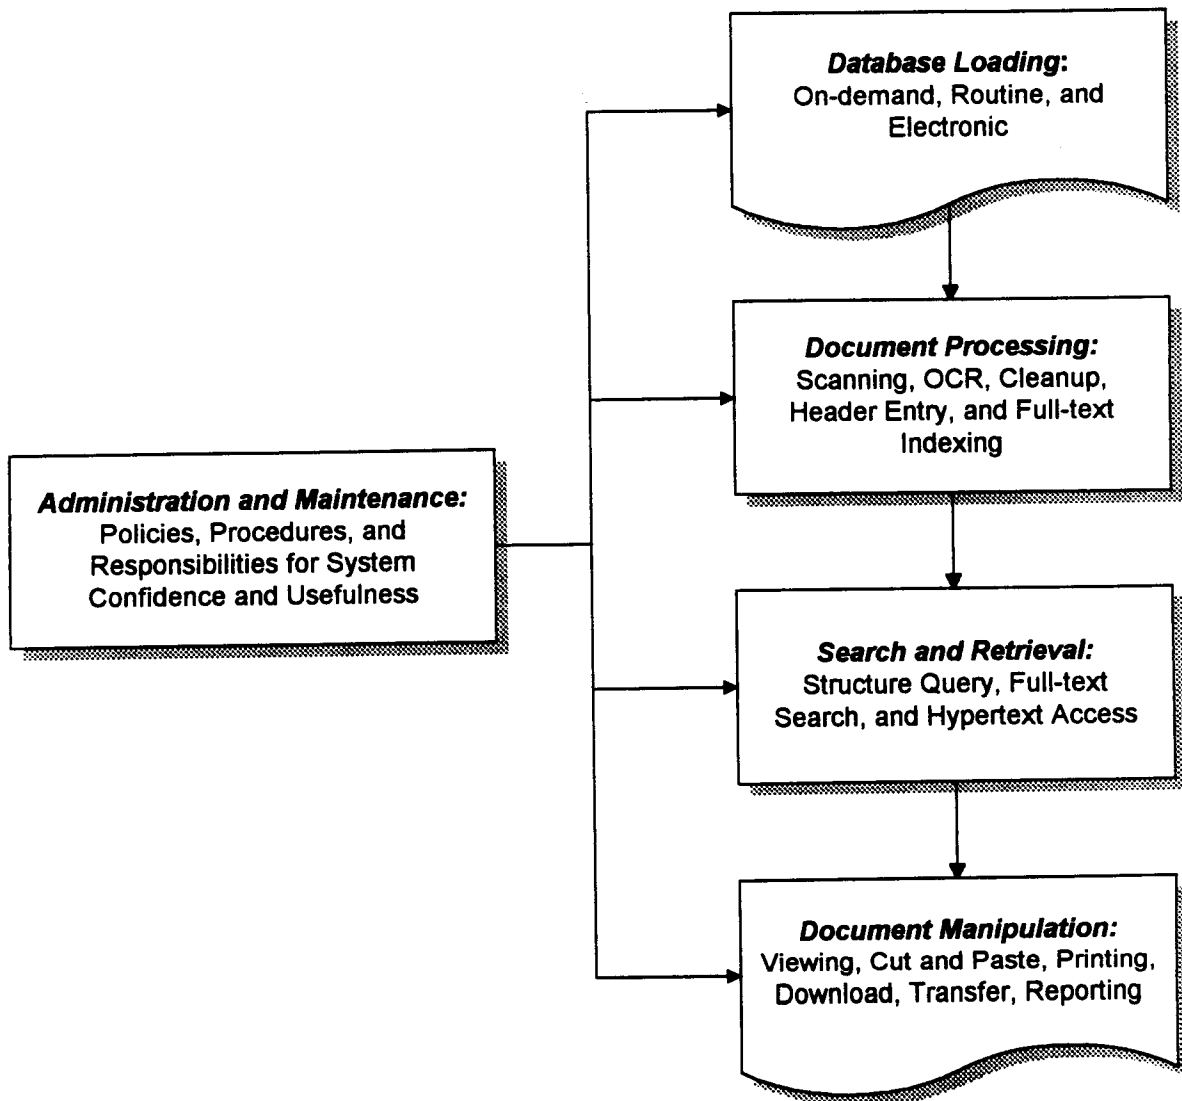 Database Loading:
On-demand, Routine, and
Electronic
Document Processing:
Scanning, OCR, Cleanup,
Header Entry, and Full-text
Indexing
Administration and Maintenance:
Policies, Procedures, and
Responsibilities for System
Confidence and Usefulness
Search and Retrieval:
Structure Query, Full-text
Search, and Hypertext Access
Document Manipulation:
Viewing, Cut and Paste, Printing,
Download, Transfer, Reporting